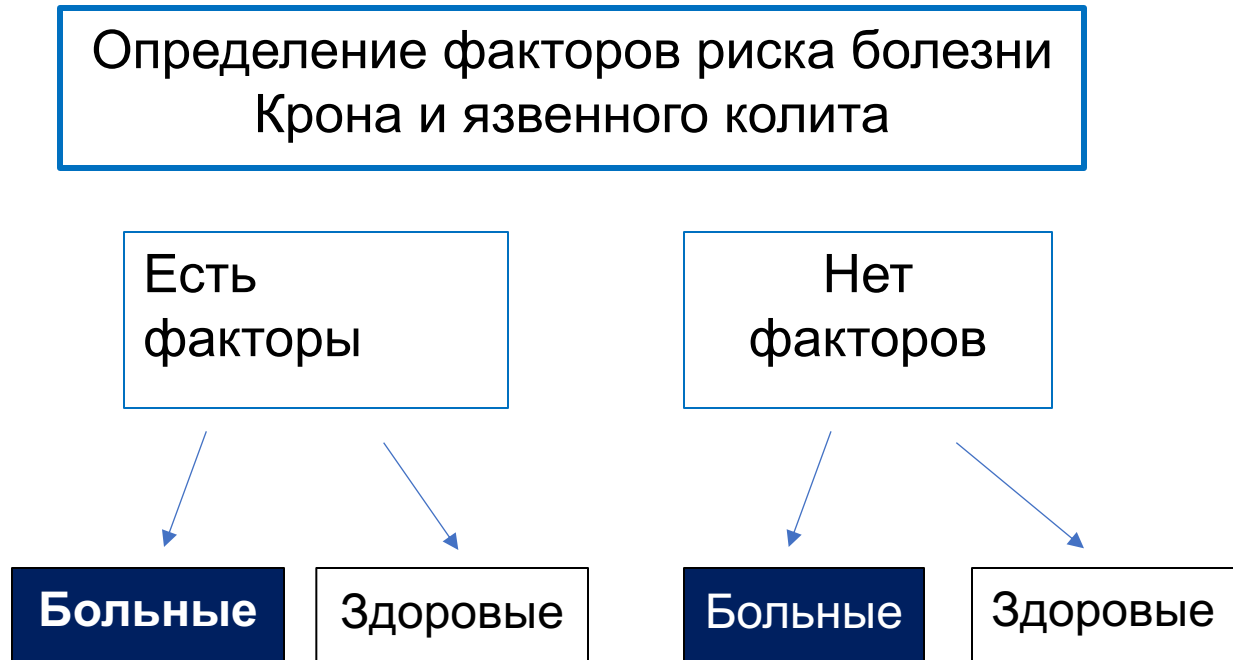 Определение факторов риска болезни
Крона и язвенного колита
Есть
факторы
Нет
факторов
Больные
Здоровые
Больные
Здоровые